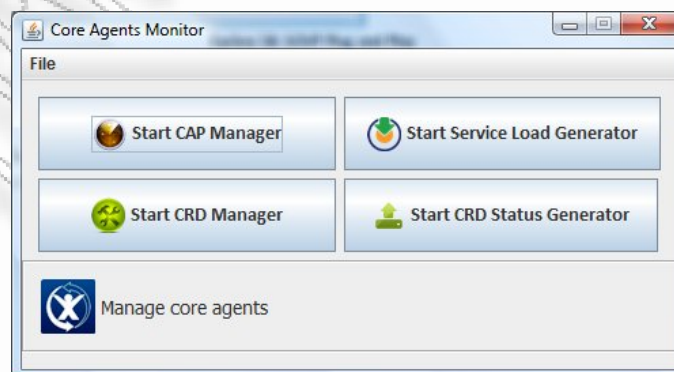 Core Agents Monitor
File
Start CAP Manager
Start Service Load Generator
Start CRD Manager
Start CRD Status Generator
Manage core agents